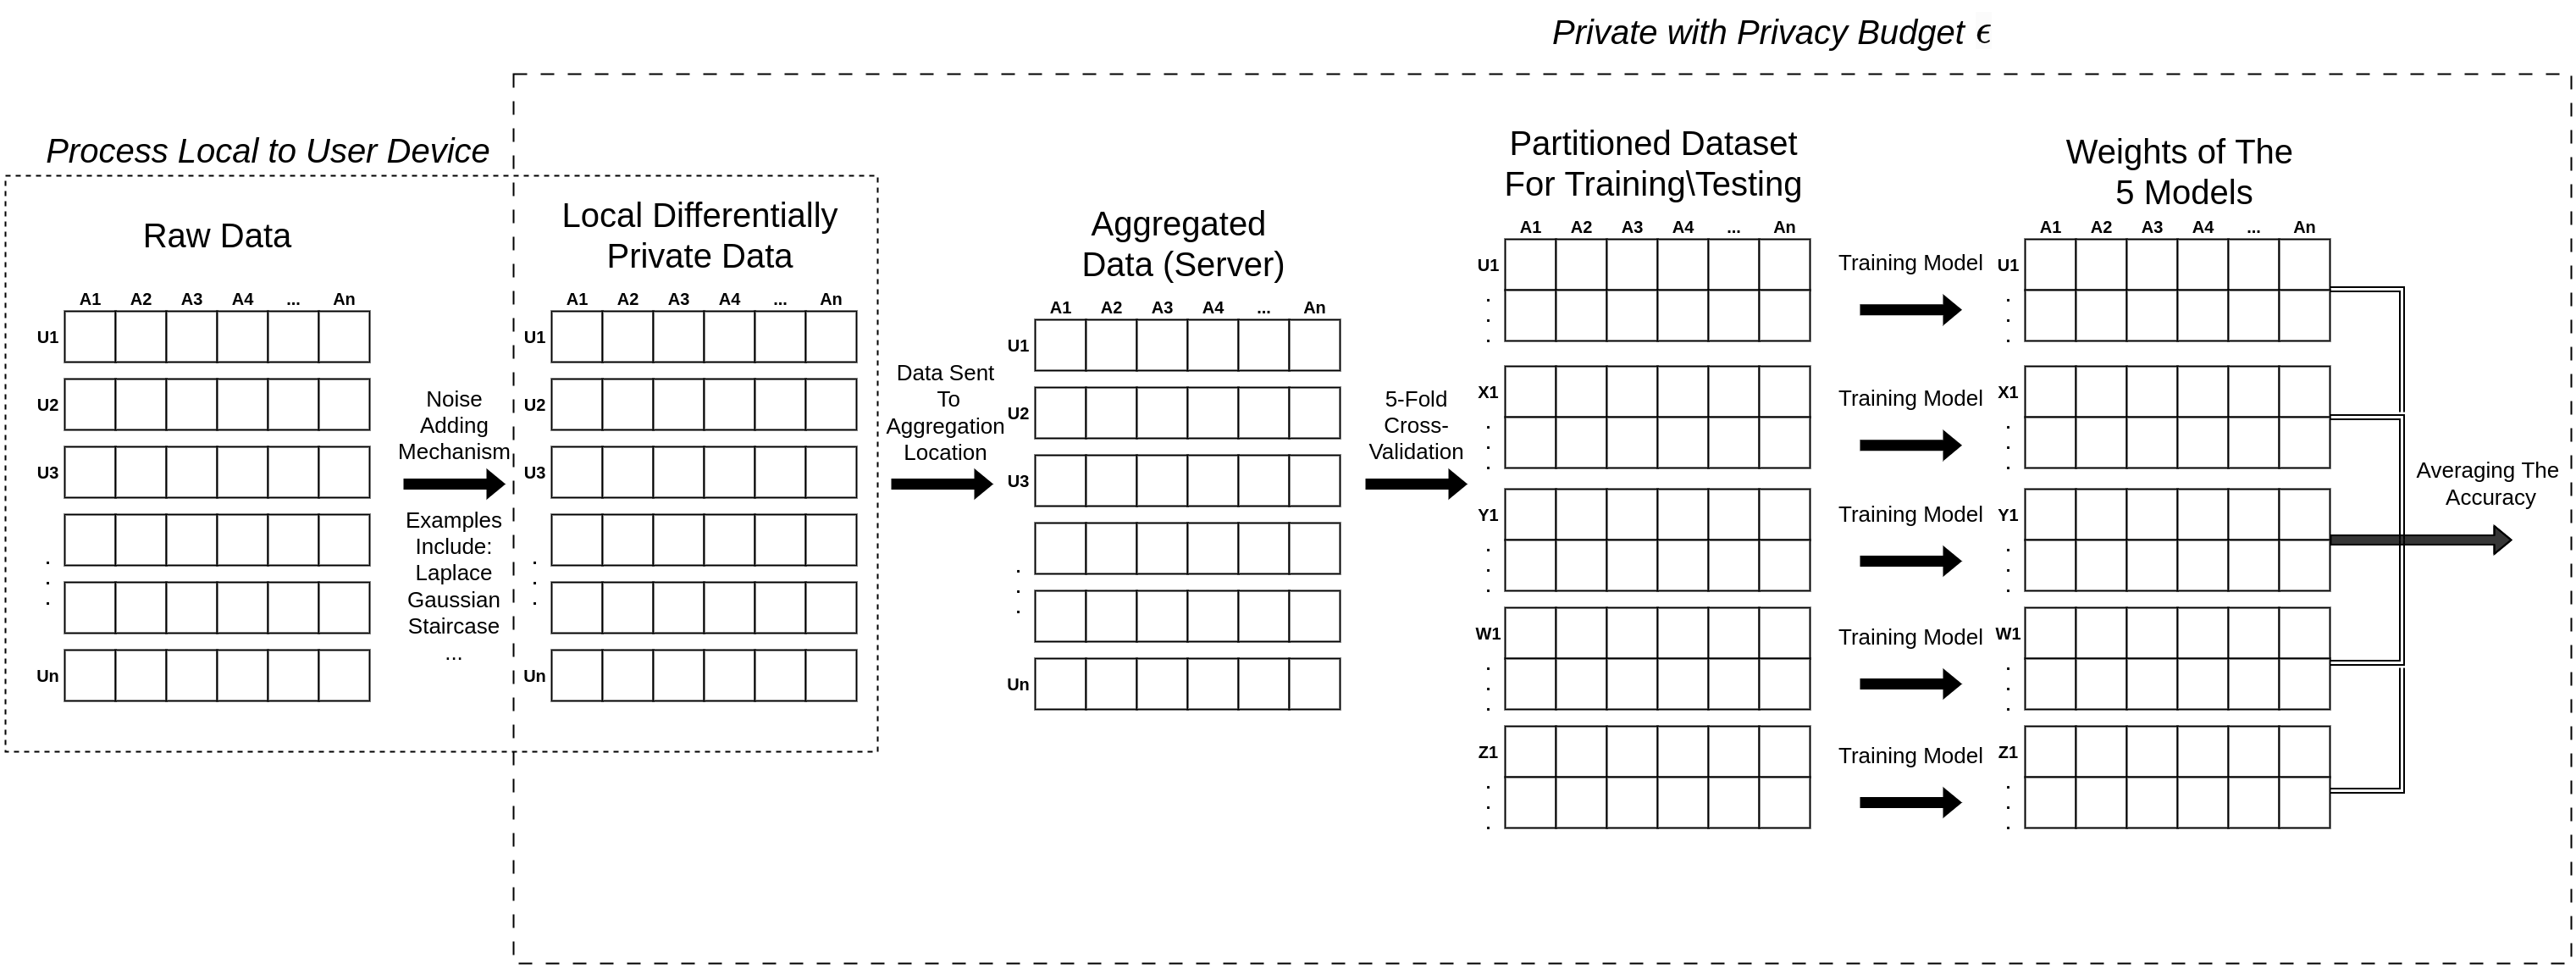 Private with Privacy Budget ϵ
Process Local to User Device
Raw Data
A1 A2 A3 A4 ... An
U1
U2
U3
.
.
.
Un
Noise
Adding
Mechanism
Examples
Include:
Laplace
Gaussian
Staircase
...
Local Differentially
Private Data
A1 A2 A3 A4 ... An
U1
U2
U3
.
.
.
Un
Data Sent
To
Aggregation
Location
Aggregated
Data (Server)
A1 A2 A3 A4 ... An
U1
U2
U3
.
.
.
Un
5-Fold
Cross-
Validation
Partitioned Dataset
For Training\Testing
A1 A2 A3 A4 ... An
U1
.
.
.
X1
.
.
.
Y1
.
.
.
W1
.
.
.
Z1
.
.
.
Training Model
Training Model
Training Model
Training Model
Training Model
Weights of The
5 Models
A1 A2 A3 A4 ... An
U1
.
.
.
X1
.
.
.
Y1
.
.
.
W1
.
.
.
Z1
.
.
.
Averaging The
Accuracy